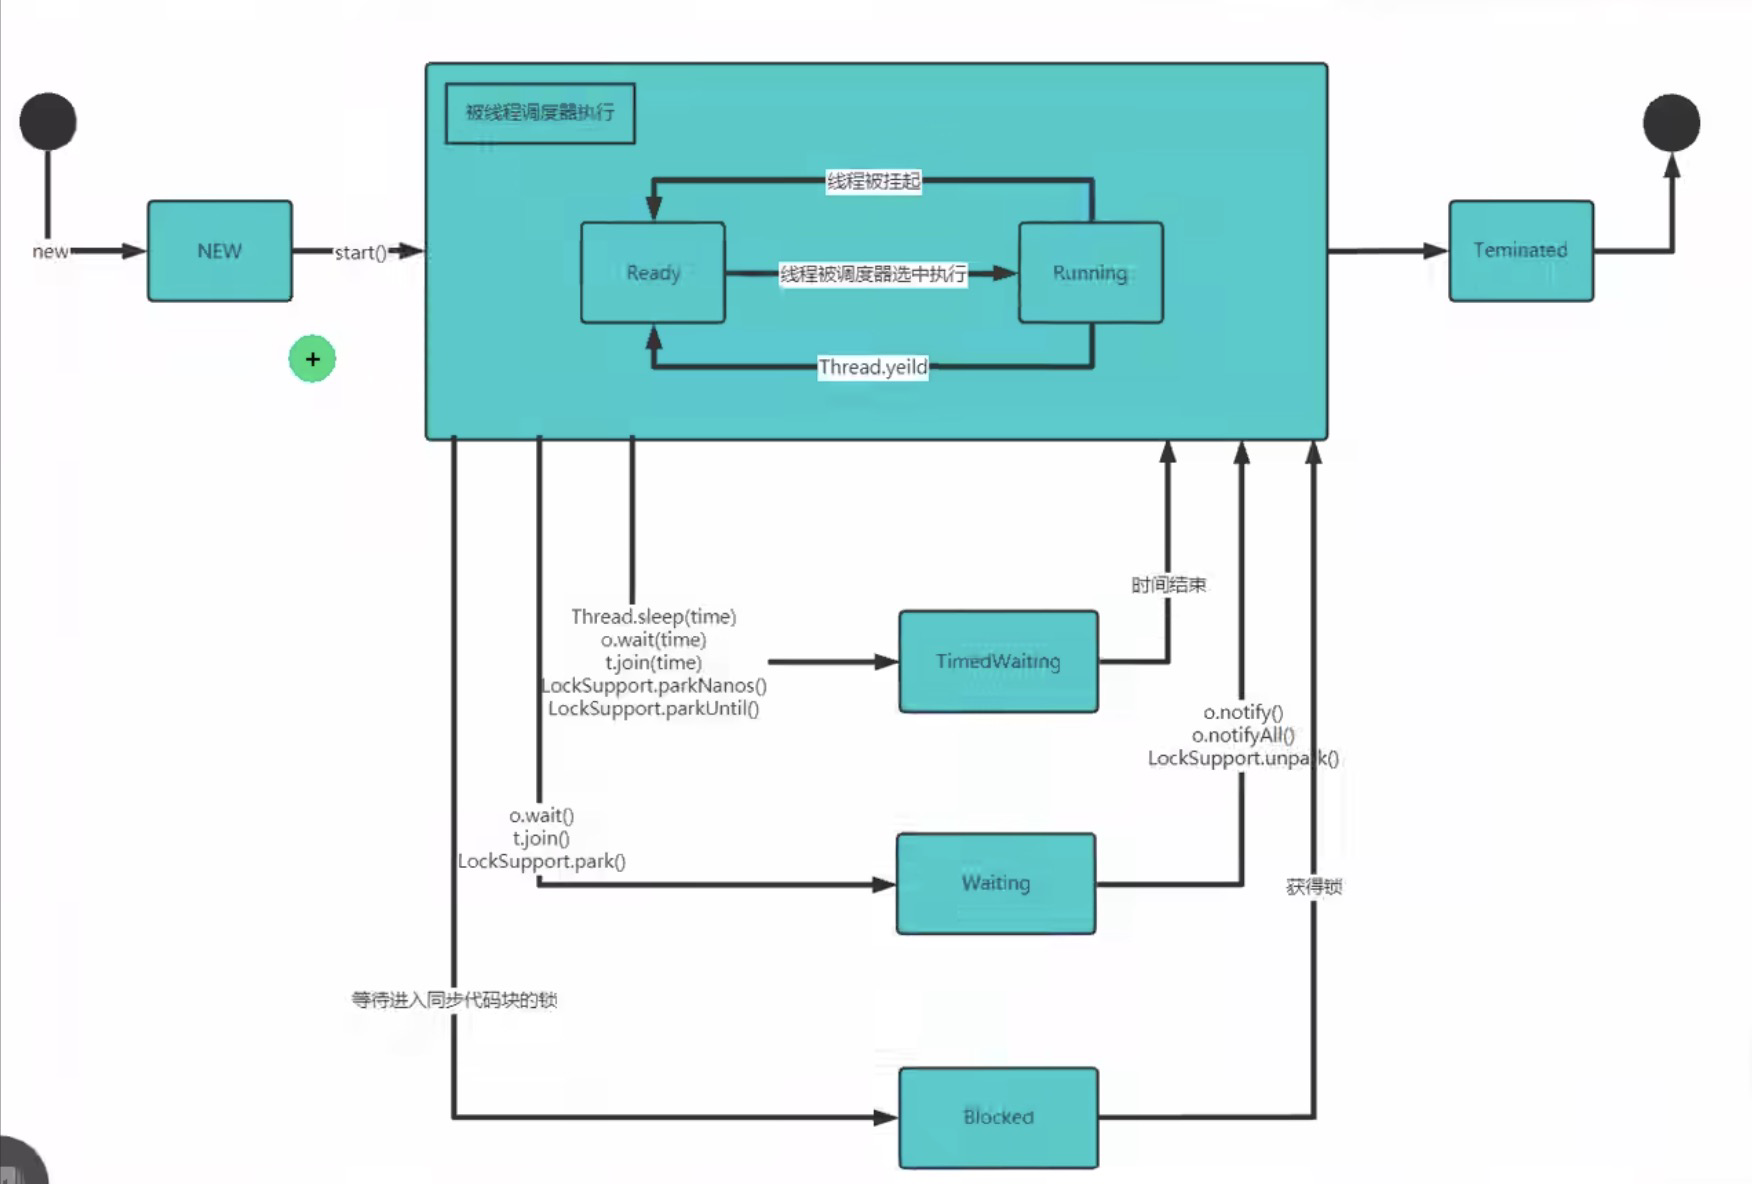 被线程调度器执行
线程被挂起
new
NEW
start()
Ready
线程被调度器选中执行
Running
Teminated
Thread.yeild
时间结束
Thread.sleep(time)
o.wait(time)
t.join(time)
LockSupport.parkNanos()
LockSupport.parkUntil()
TimedWaiting
o.notify()
o.notifyAll()
LockSupport.unpark()
o.wait()
t.join()
LockSupport.park()
Waiting
获得锁
等待进入同步代码块的锁
Blocked